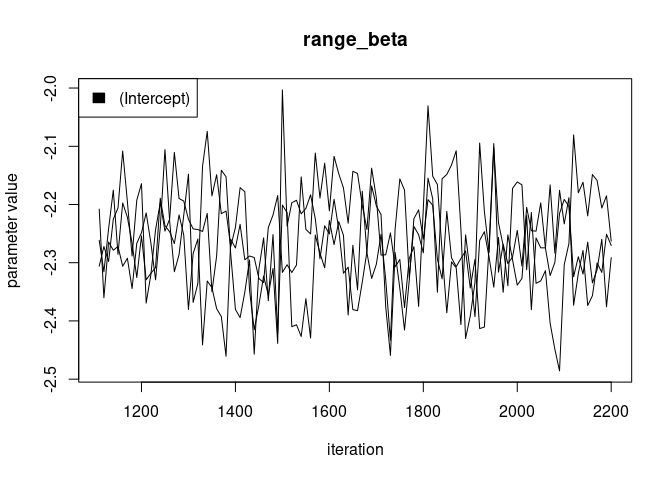 range_beta
(Intercept)
parameter value
-2.0
-2.1
-2.2
-2.3
-2.4
-2.5
1200 1400 1600 1800 2000 2200
iteration